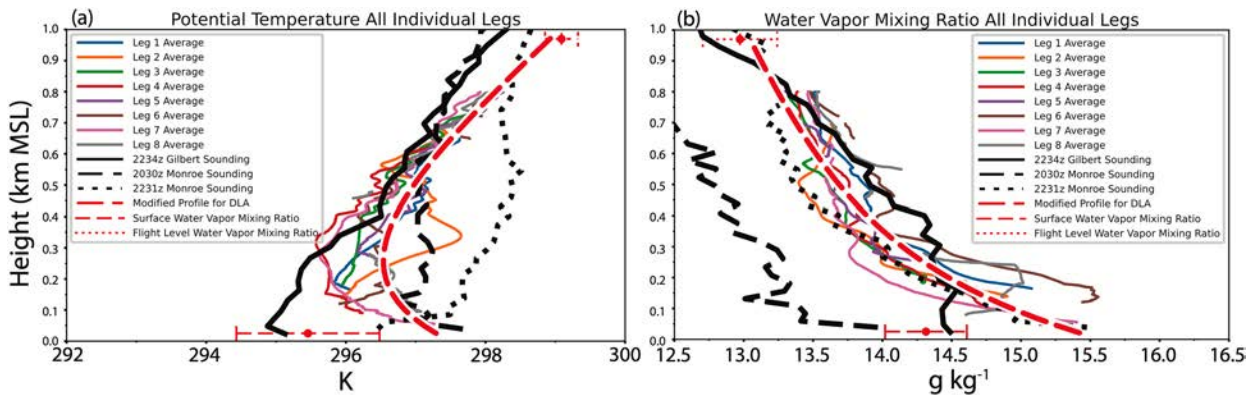 (a) Potential Temperature All Individual Legs
1.0
0.9
0.8
0.7
0.6
0.5
0.4
0.3
0.2
0.1
0.0
Height (km MSL)
Leg 1 Average
Leg 2 Average
Leg 3 Average
Leg 4 Average
Leg 5 Average
Leg 6 Average
Leg 7 Average
Leg 8 Average
2234z Gilbert Sounding
2030z Monroe Sounding
2231z Monroe Sounding
Modified Profile for DLA
Surface Water Vapor Mixing Ratio
Flight Level Water Vapor Mixing Ratio
292 294 296 298 300
K
(b) Water Vapor Mixing Ratio All Individual Legs
1.0
0.9
0.8
0.7
0.6
0.5
0.4
0.3
0.2
0.1
0.0
Leg 1 Average
Leg 2 Average
Leg 3 Average
Leg 4 Average
Leg 5 Average
Leg 6 Average
Leg 7 Average
Leg 8 Average
2234z Gilbert Sounding
2030z Monroe Sounding
2231z Monroe Sounding
Modified Profile for DLA
Surface Water Vapor Mixing Ratio
Flight Level Water Vapor Mixing Ratio
12.5 13.0 13.5 14.0 14.5 15.0 15.5 16.0 16.5
g kg⁻¹